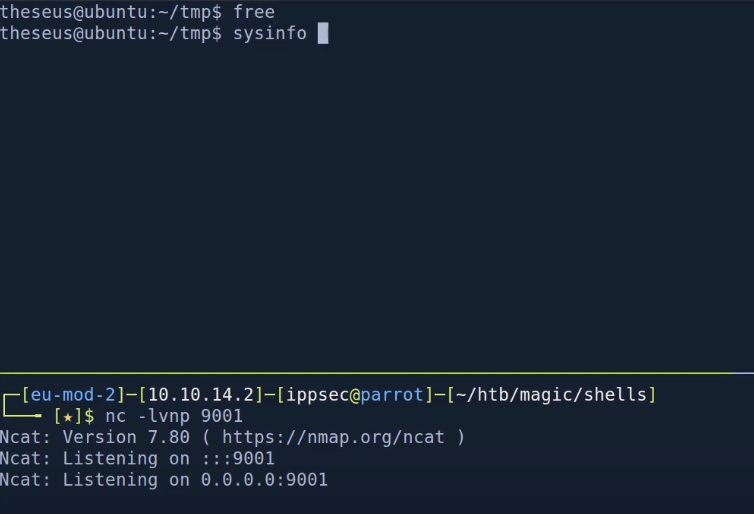 theseus@ubuntu:~/tmp$ free
theseus@ubuntu:~/tmp$ sysinfo
┌─[eu-mod-2]─[10.10.14.2]─[ippsec@parrot]─[~/htb/magic/shells]
└──╼ [★]$ nc -lvnp 9001
Ncat: Version 7.80 ( https://nmap.org/ncat )
Ncat: Listening on :::9001
Ncat: Listening on 0.0.0.0:9001